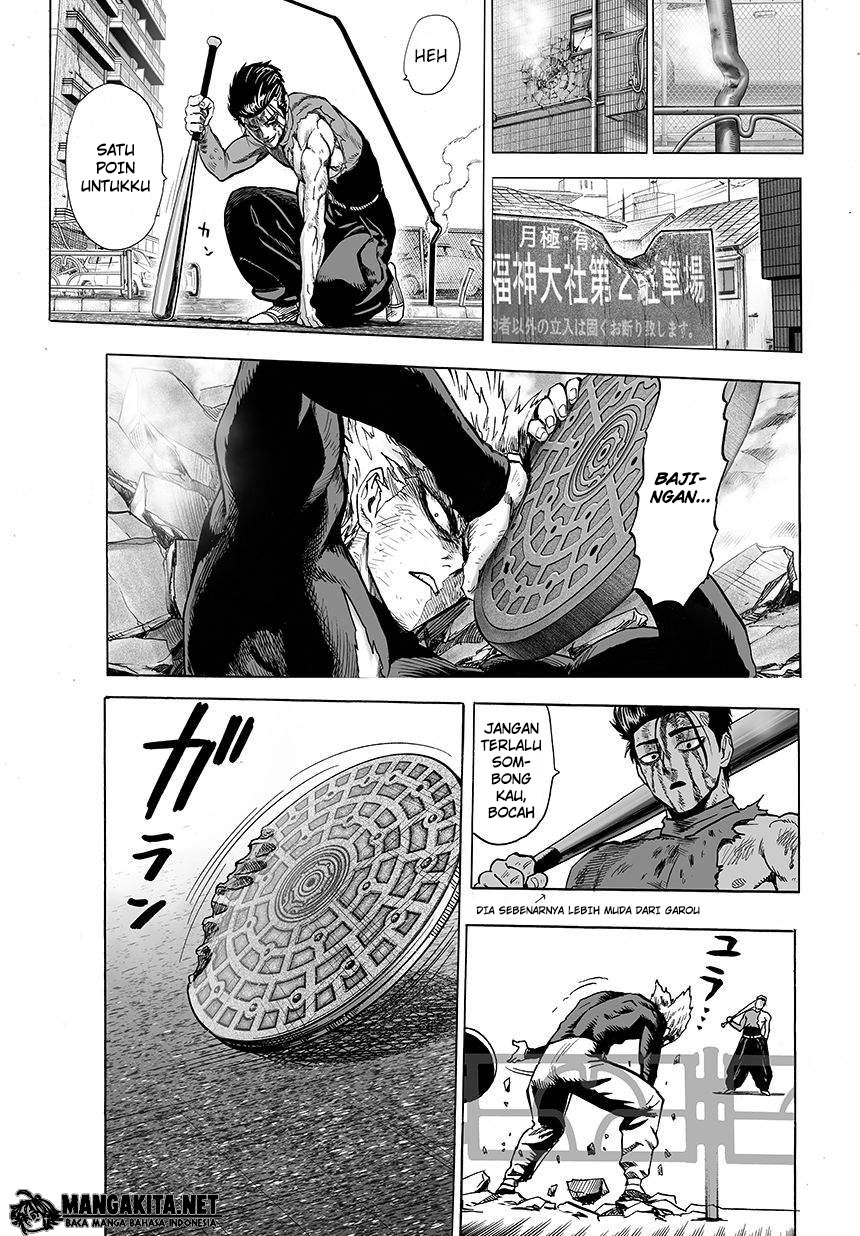 HEH
SATU
POIN
UNTUKKU
カン
月極・有
福神大社第２駐車場
者以外の立入は固くお断り致します。
BAJI-
NGAN...
JANGAN
TERLALU
SOM-
BONG
KAU,
BOCAH
DIA SEBENARNYA LEBIH MUDA DARI GAROU
ガラン
ユラ...
MANGAKITA.NET
BACA MANGA BAHASA INDONESIA